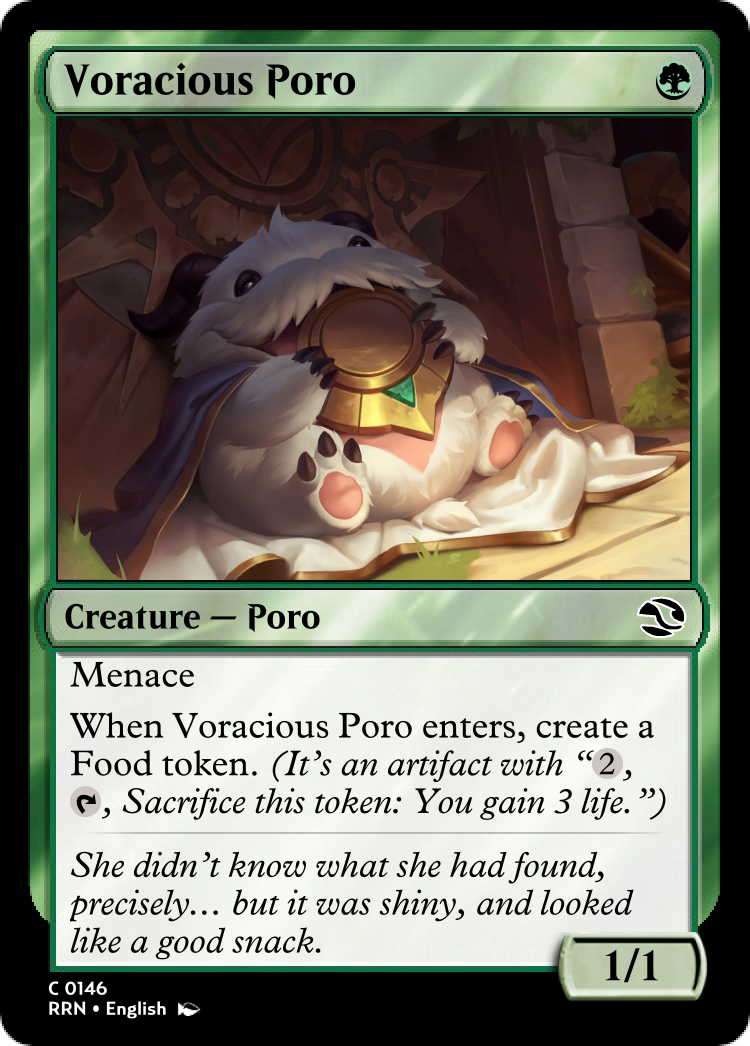 Voracious Poro
Creature — Poro
Menace
When Voracious Poro enters, create a
Food token. (It's an artifact with “2,
, Sacrifice this token: You gain 3 life.”)
She didn't know what she had found,
precisely… but it was shiny, and looked
like a good snack.
1/1
C 0146
RRN • English